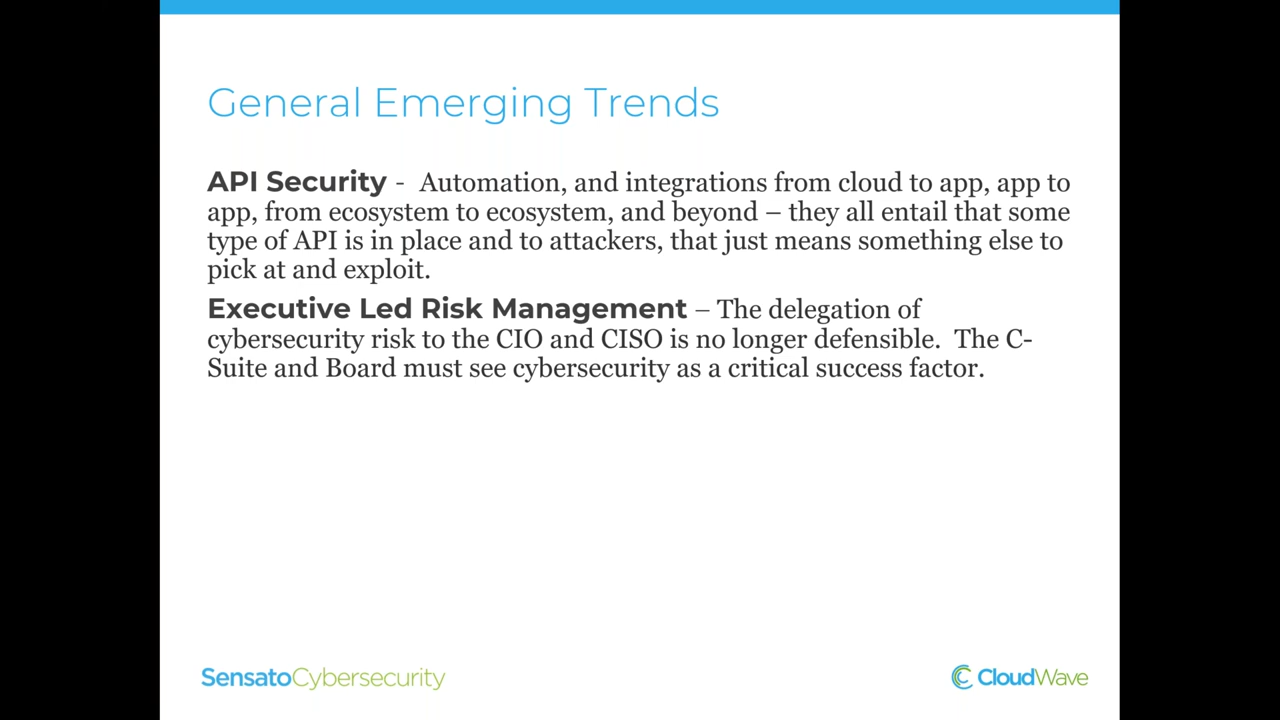 General Emerging Trends
API Security -  Automation, and integrations from cloud to app, app to
app, from ecosystem to ecosystem, and beyond – they all entail that some
type of API is in place and to attackers, that just means something else to
pick at and exploit.
Executive Led Risk Management – The delegation of
cybersecurity risk to the CIO and CISO is no longer defensible.  The C-
Suite and Board must see cybersecurity as a critical success factor.
SensatoCybersecurity
CloudWave